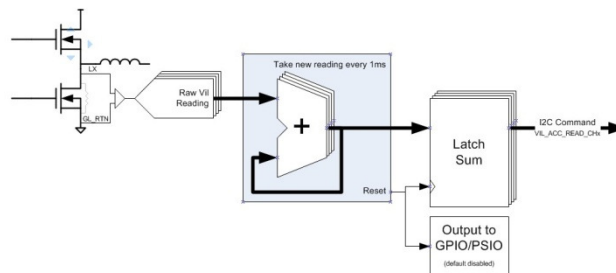 Take new reading every 1ms
LX
Raw Vil
Reading
GL_RTN
+
Reset
Latch
Sum
I2C Command
VIL_ACC_READ_CHx
Output to
GPIO/PSIO
(default disabled)